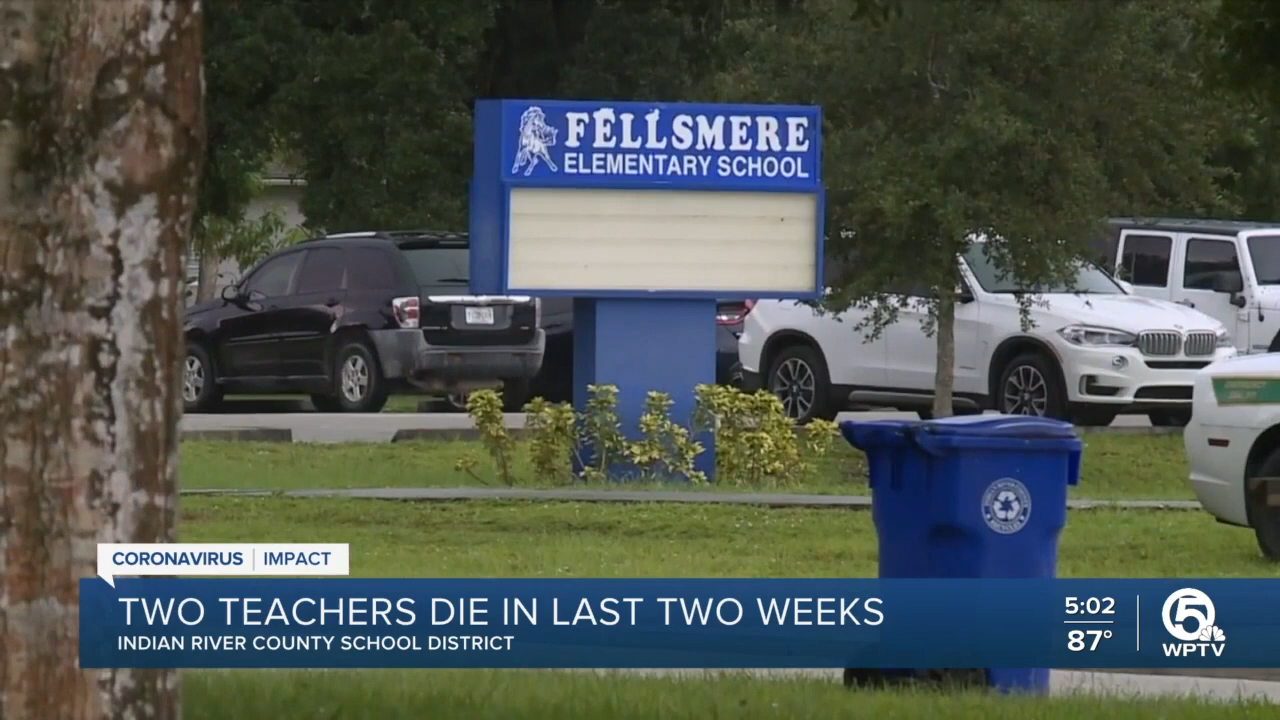 FELLSMERE
ELEMENTARY SCHOOL
CORONAVIRUS | IMPACT
TWO TEACHERS DIE IN LAST TWO WEEKS
INDIAN RIVER COUNTY SCHOOL DISTRICT
5:02
87°
5
WPTV